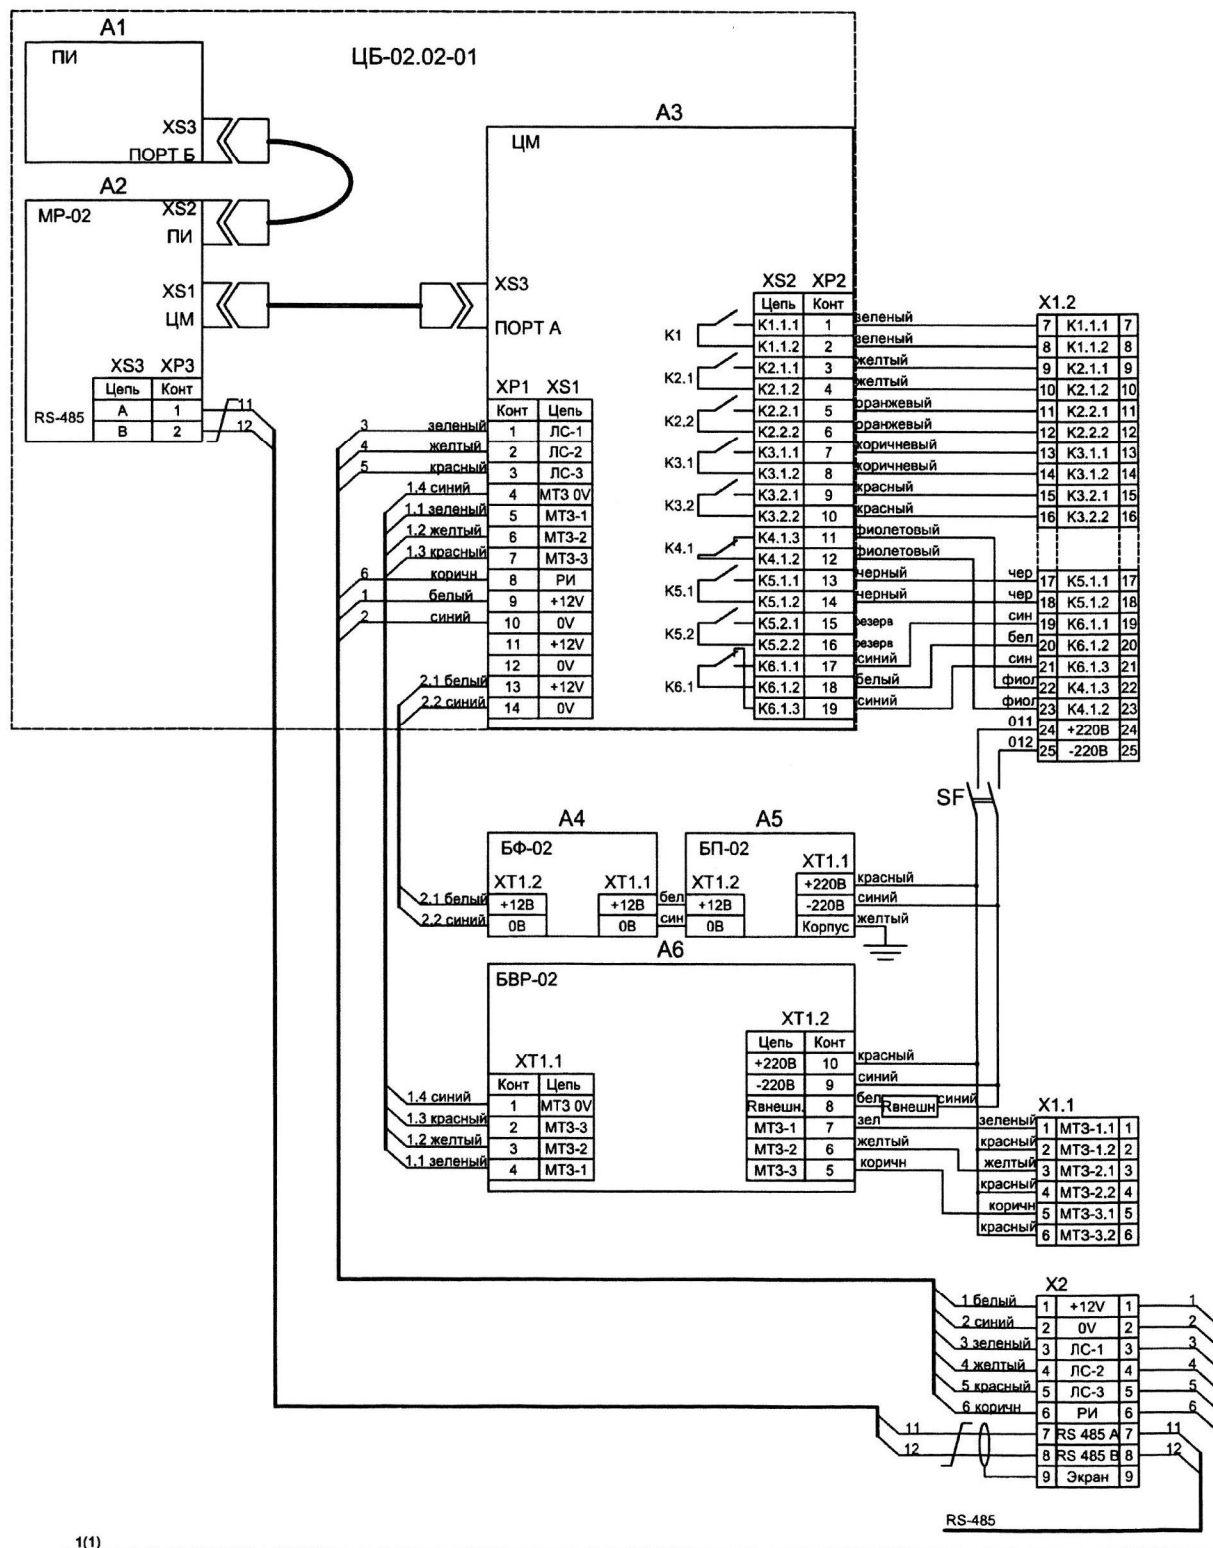 А1
ПИ
ЦБ-02.02-01
XS3
ПОРТ Б
А2
МР-02
XS2
ПИ
XS1
ЦМ
XS3 XP3
Цепь Конт
RS-485
А 1 11
В 2 12
А3
ЦМ
XS3
ПОРТ А
XP1 XS1
Конт Цепь
3 зеленый 1 ЛС-1
4 желтый 2 ЛС-2
5 красный 3 ЛС-3
1.4 синий 4 МТЗ 0V
1.1 зеленый 5 МТЗ-1
1.2 желтый 6 МТЗ-2
1.3 красный 7 МТЗ-3
6 коричн 8 РИ
1 белый 9 +12V
2 синий 10 0V
11 +12V
12 0V
2.1 белый 13 +12V
2.2 синий 14 0V
XS2 XP2
Цепь Конт
K1
K1.1.1 1 зеленый
K1.1.2 2 зеленый
K2.1
K2.1.1 3 желтый
K2.1.2 4 желтый
K2.2
K2.2.1 5 оранжевый
K2.2.2 6 оранжевый
K3.1
K3.1.1 7 коричневый
K3.1.2 8 коричневый
K3.2
K3.2.1 9 красный
K3.2.2 10 красный
K4.1
K4.1.3 11 фиолетовый
K4.1.2 12 фиолетовый
K5.1
K5.1.1 13 черный
K5.1.2 14 черный
K5.2
K5.2.1 15 резерв
K5.2.2 16 резерв
K6.1
K6.1.1 17 синий
K6.1.2 18 белый
K6.1.3 19 синий
X1.2
7 K1.1.1 7
8 K1.1.2 8
9 K2.1.1 9
10 K2.1.2 10
11 K2.2.1 11
12 K2.2.2 12
13 K3.1.1 13
14 K3.1.2 14
15 K3.2.1 15
16 K3.2.2 16
чер 17 K5.1.1 17
чер 18 K5.1.2 18
син 19 K6.1.1 19
бел 20 K6.1.2 20
син 21 K6.1.3 21
фиол 22 K4.1.3 22
фиол 23 K4.1.2 23
011 24 +220В 24
012 25 -220В 25
SF
А4
БФ-02
XT1.2 XT1.1
2.1 белый +12В +12В бел
2.2 синий 0В 0В син
А5
БП-02
XT1.2 XT1.1
+12В
0В
+220В красный
-220В синий
Корпус желтый
А6
БВР-02
XT1.1
Конт Цепь
1.4 синий 1 МТЗ 0V
1.3 красный 2 МТЗ-3
1.2 желтый 3 МТЗ-2
1.1 зеленый 4 МТЗ-1
XT1.2
Цепь Конт
+220В 10 красный
-220В 9 синий
Rвнешн. 8 бел Rвнешн синий
МТЗ-1 7 зел
МТЗ-2 6 желтый
МТЗ-3 5 коричн
X1.1
зеленый 1 МТЗ-1.1 1
красный 2 МТЗ-1.2 2
желтый 3 МТЗ-2.1 3
красный 4 МТЗ-2.2 4
коричн 5 МТЗ-3.1 5
красный 6 МТЗ-3.2 6
X2
1 белый 1 +12V 1 1
2 синий 2 0V 2 2
3 зеленый 3 ЛС-1 3 3
4 желтый 4 ЛС-2 4 4
5 красный 5 ЛС-3 5 5
6 коричн 6 РИ 6 6
11 7 RS 485 A 7 11
12 8 RS 485 B 8 12
9 Экран 9
RS-485
1(1)